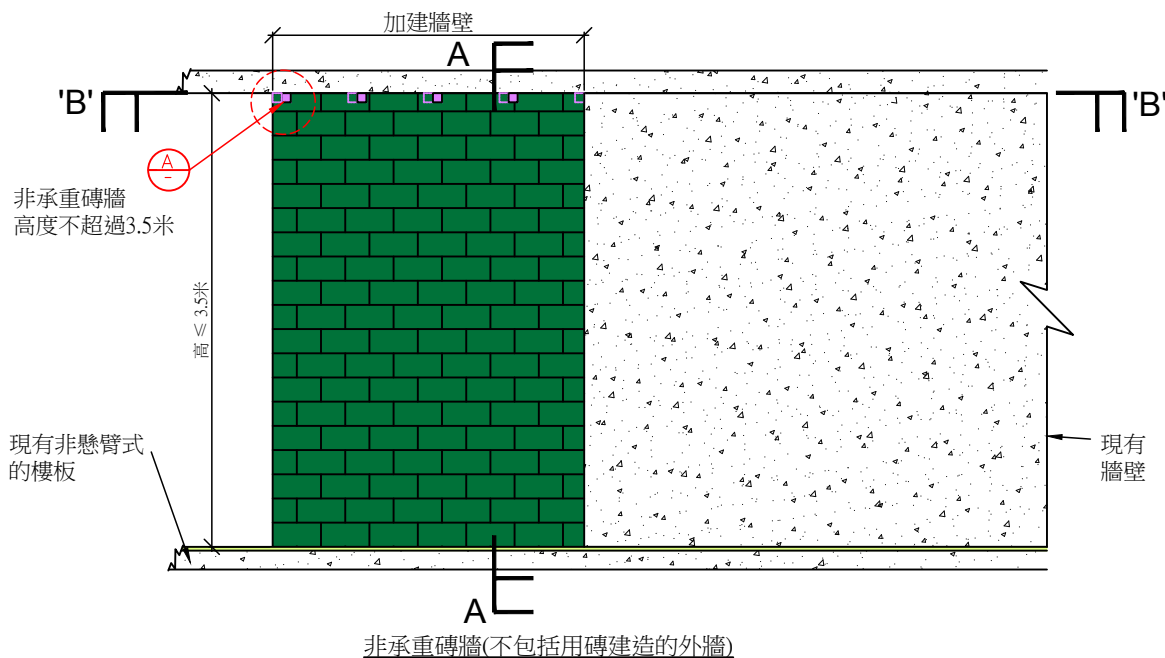 加建牆壁
A
'B'
'B'
A
-
非承重磚牆
高度不超過3.5米
高 ≤ 3.5米
現有非懸臂式
的樓板
現有
牆壁
A
非承重磚牆(不包括用磚建造的外牆)